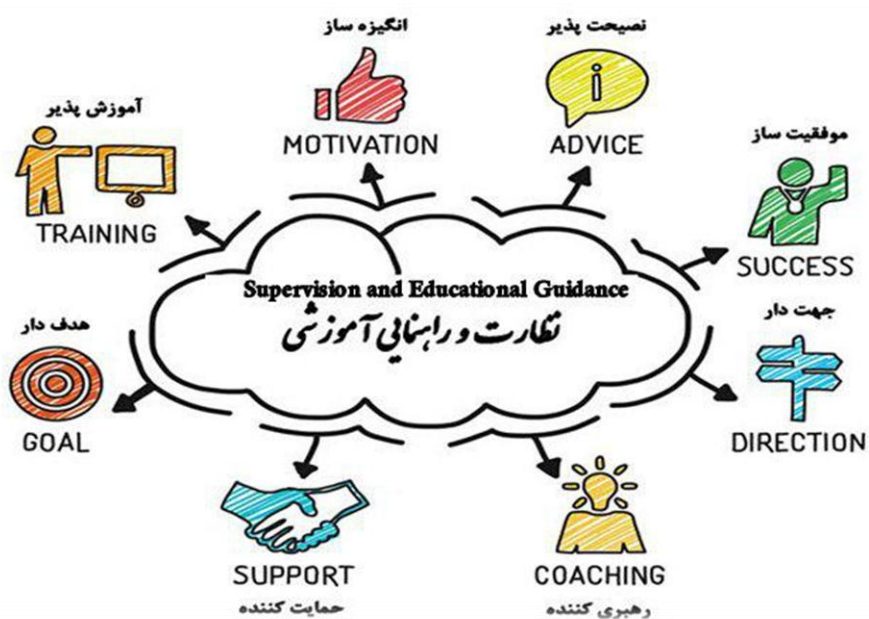 انگیزه ساز
MOTIVATION
نصیحت پذیر
ADVICE
آموزش پذیر
TRAINING
موفقیت ساز
SUCCESS
Supervision and Educational Guidance
نظارت و راهنمایی آموزشی
هدف دار
GOAL
جهت دار
DIRECTION
SUPPORT
حمایت کننده
COACHING
رهبری کننده